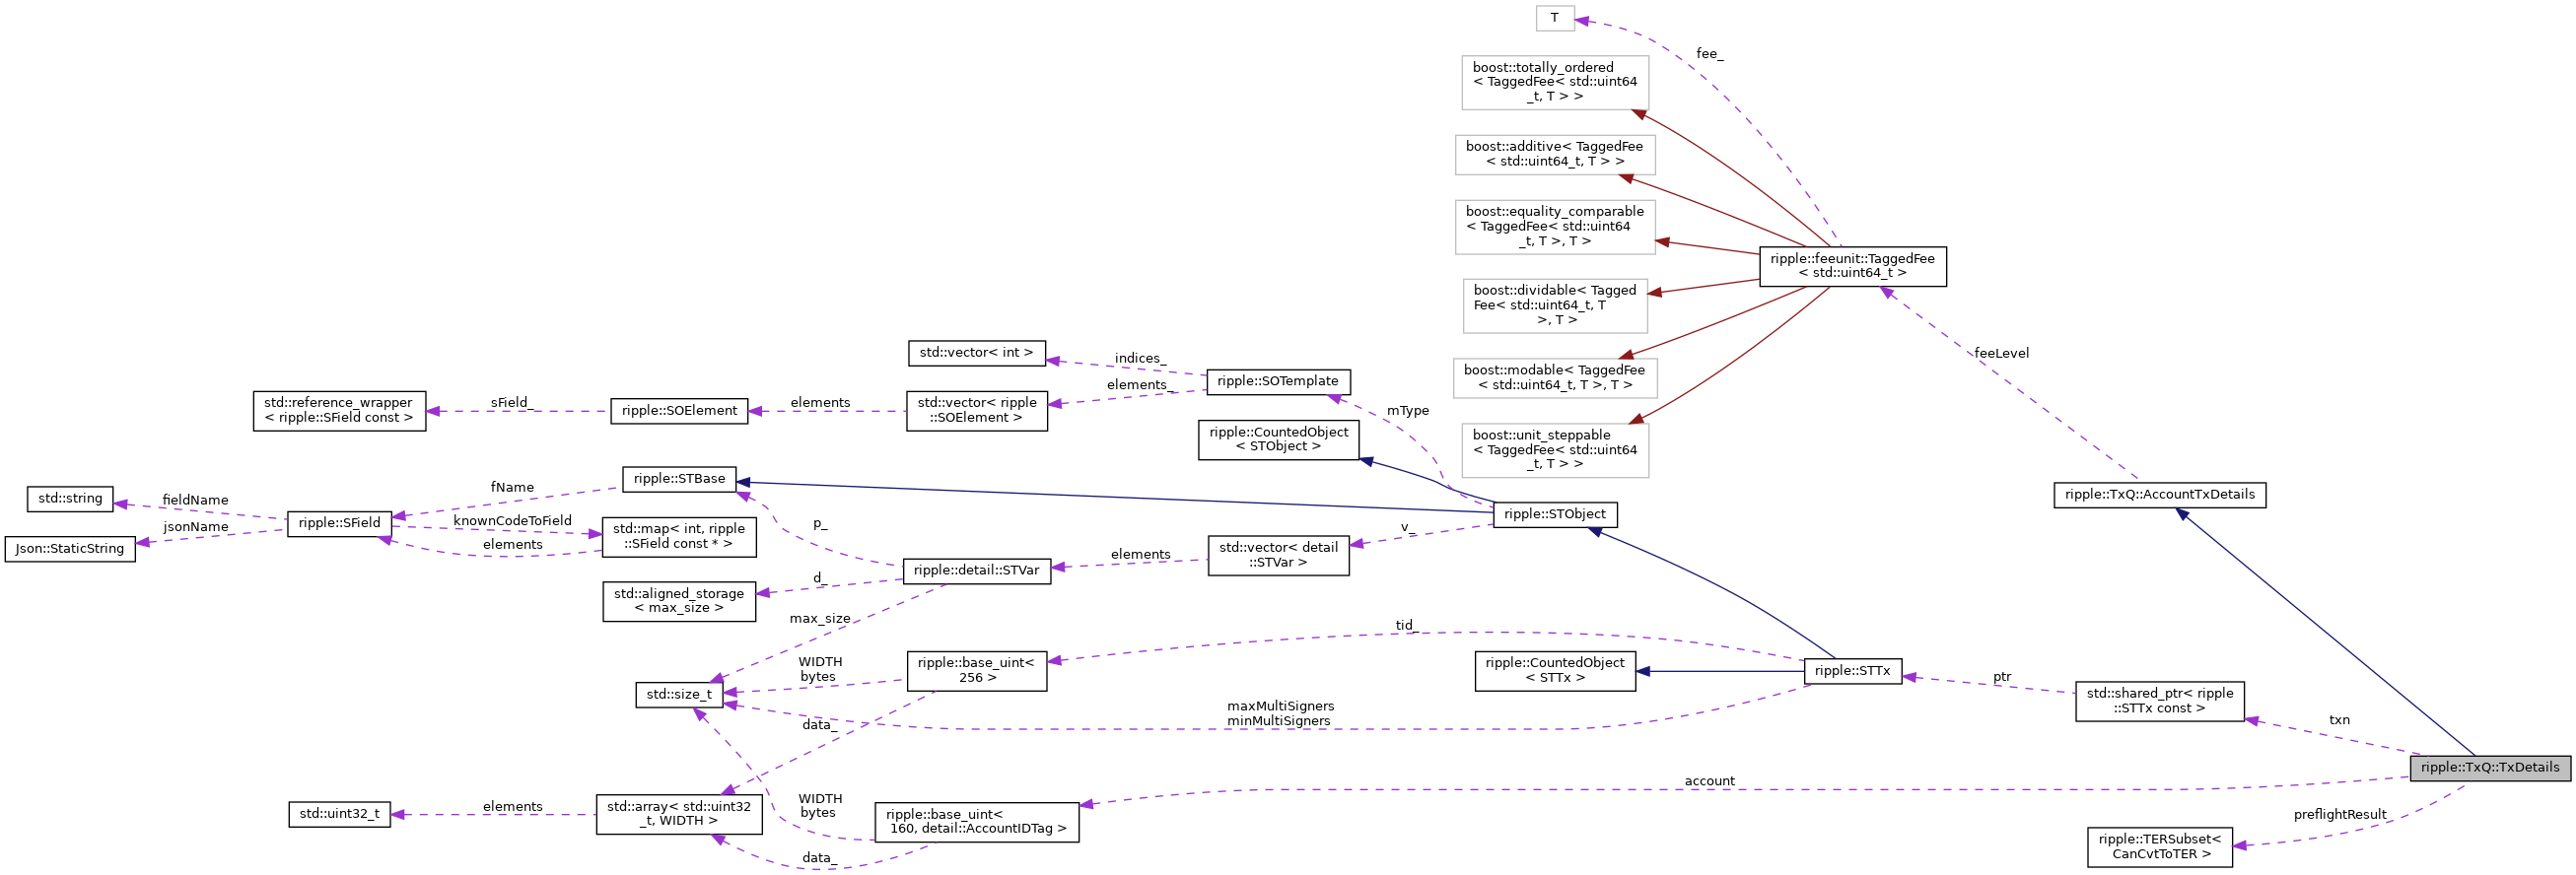 T
fee_
boost::totally_ordered
< TaggedFee< std::uint64
_t, T > >
boost::additive< TaggedFee
< std::uint64_t, T > >
boost::equality_comparable
< TaggedFee< std::uint64
_t, T >, T >
ripple::feeunit::TaggedFee
< std::uint64_t >
boost::dividable< Tagged
Fee< std::uint64_t, T
>, T >
boost::modable< TaggedFee
< std::uint64_t, T >, T >
boost::unit_steppable
< TaggedFee< std::uint64
_t, T > >
feeLevel
std::vector< int >
indices_
ripple::SOTemplate
elements_
std::reference_wrapper
< ripple::SField const >
sField_
ripple::SOElement
elements
std::vector< ripple
::SOElement >
mType
ripple::CountedObject
< STObject >
ripple::STBase
fName
std::string
fieldName
ripple::SField
jsonName
Json::StaticString
knownCodeToField
elements
std::map< int, ripple
::SField const * >
p_
ripple::STObject
v_
std::vector< detail
::STVar >
elements
ripple::detail::STVar
d_
std::aligned_storage
< max_size >
max_size
ripple::TxQ::AccountTxDetails
tid_
ripple::base_uint<
256 >
WIDTH
bytes
std::size_t
ripple::CountedObject
< STTx >
ripple::STTx
ptr
std::shared_ptr< ripple
::STTx const >
txn
maxMultiSigners
minMultiSigners
data_
ripple::TxQ::TxDetails
account
std::uint32_t
elements
std::array< std::uint32
_t, WIDTH >
WIDTH
bytes
ripple::base_uint<
160, detail::AccountIDTag >
data_
preflightResult
ripple::TERSubset<
CanCvtToTER >